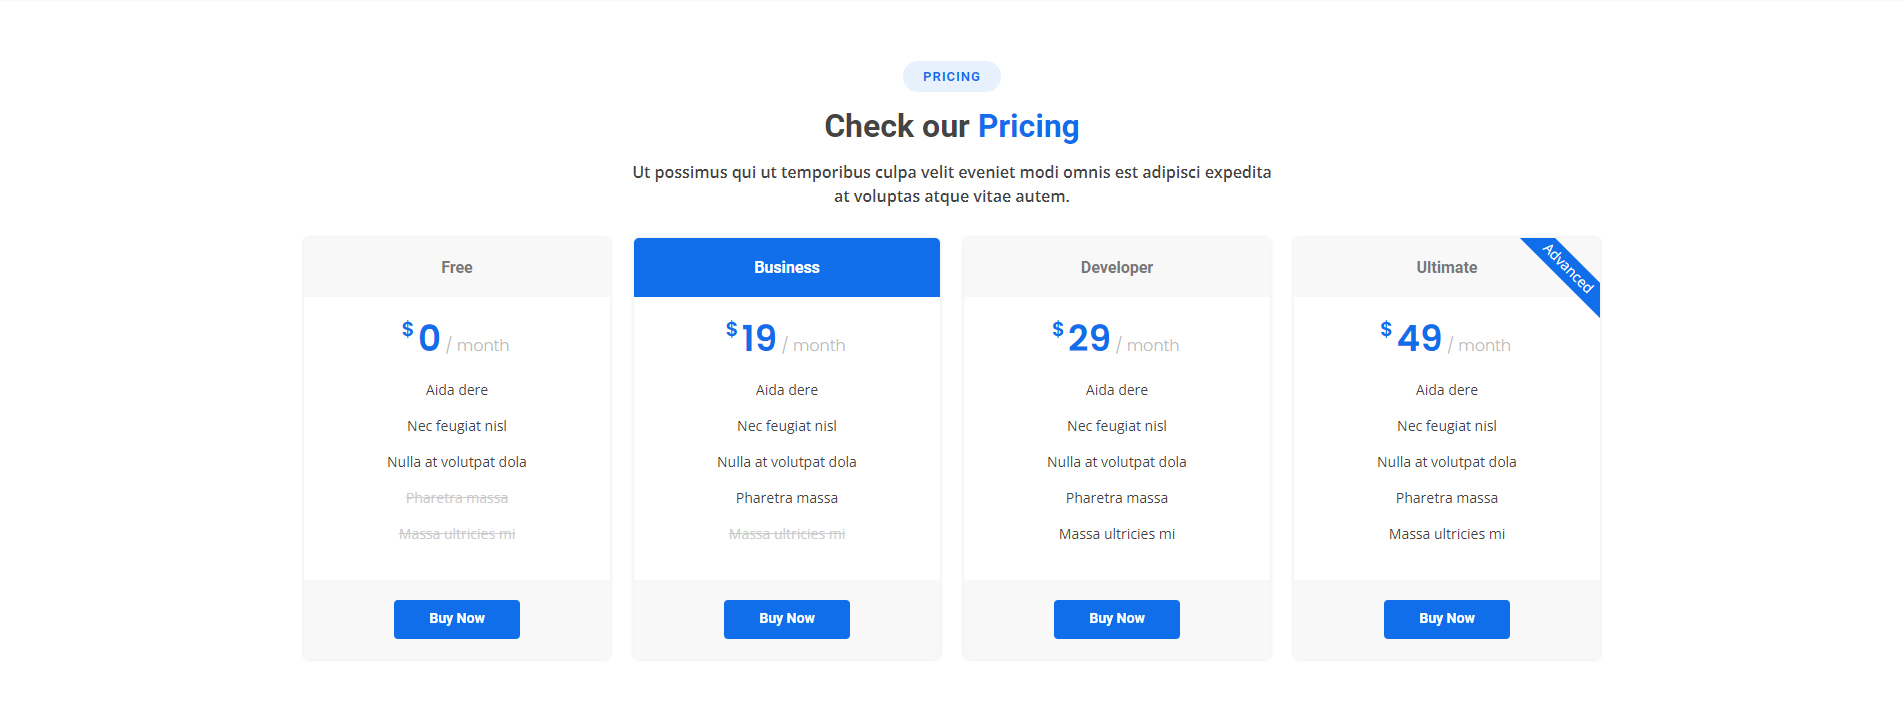 PRICING
Check our Pricing
Ut possimus qui ut temporibus culpa velit eveniet modi omnis est adipisci expedita
at voluptas atque vitae autem.
Free
$0 / month
Aida dere
Nec feugiat nisl
Nulla at volutpat dola
Pharetra massa
Massa ultricies mi
Buy Now
Business
$19 / month
Aida dere
Nec feugiat nisl
Nulla at volutpat dola
Pharetra massa
Massa ultricies mi
Buy Now
Developer
$29 / month
Aida dere
Nec feugiat nisl
Nulla at volutpat dola
Pharetra massa
Massa ultricies mi
Buy Now
Ultimate
Advanced
$49 / month
Aida dere
Nec feugiat nisl
Nulla at volutpat dola
Pharetra massa
Massa ultricies mi
Buy Now